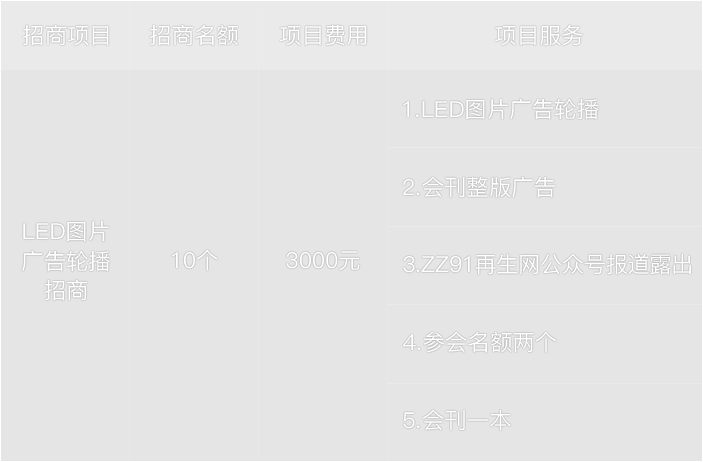 招商项目 招商名额 项目费用 项目服务
1.LED图片广告轮播
2.会刊整版广告
LED图片
广告轮播
招商
10个
3000元
3.ZZ91再生网公众号报道露出
4.参会名额两个
5.会刊一本